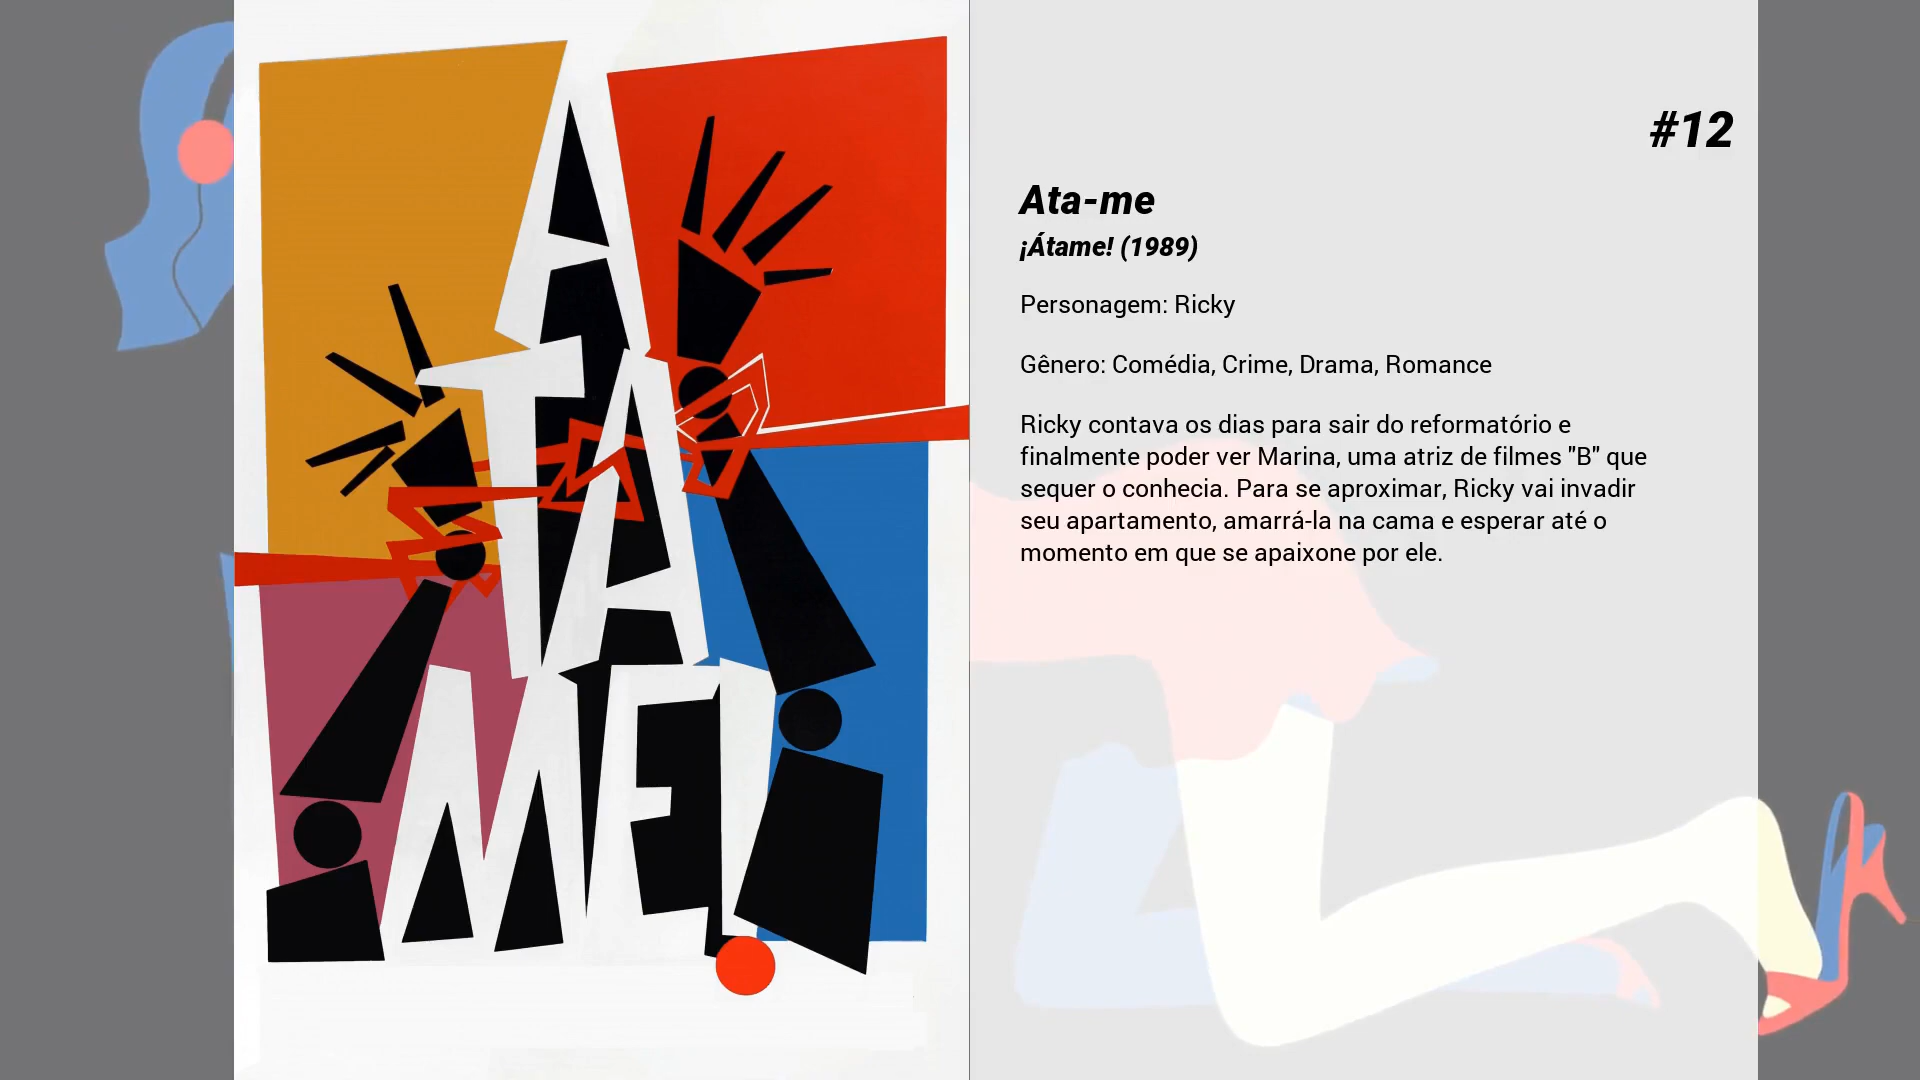 A
TA
ME!
#12
Ata-me
¡Átame! (1989)
Personagem: Ricky
Gênero: Comédia, Crime, Drama, Romance
Ricky contava os dias para sair do reformatório e
finalmente poder ver Marina, uma atriz de filmes "B" que
sequer o conhecia. Para se aproximar, Ricky vai invadir
seu apartamento, amarrá-la na cama e esperar até o
momento em que se apaixone por ele.